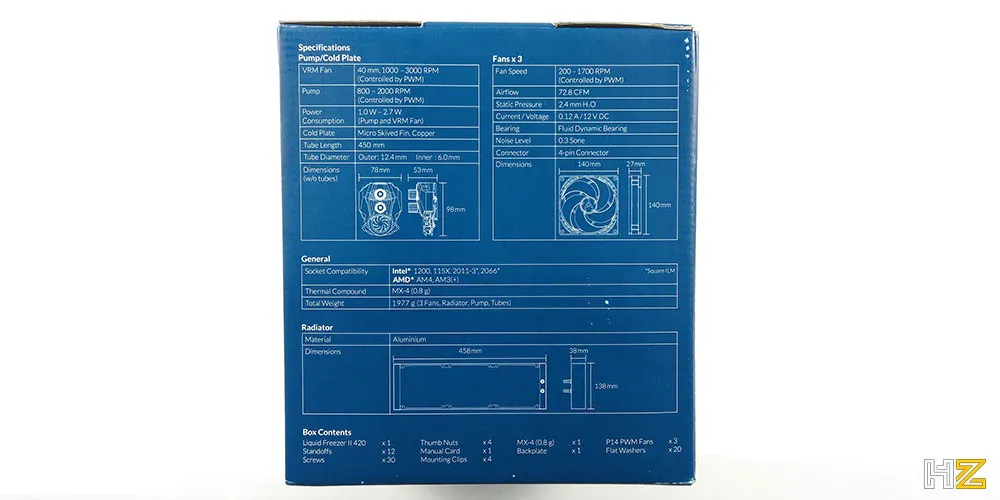 Specifications
Pump/Cold Plate
VRM Fan 40 mm, 1000 – 3000 RPM
(Controlled by PWM)
Pump 800 – 2000 RPM
(Controlled by PWM)
Power Consumption 1.0 W – 2.7 W
(Pump and VRM Fan)
Cold Plate Micro Skived Fin, Copper
Tube Length 450 mm
Tube Diameter Outer: 12.4 mm Inner: 6.0 mm
Dimensions (w/o tubes) 78 mm 53 mm
98 mm
Fans x 3
Fan Speed 200 – 1700 RPM
(Controlled by PWM)
Airflow 72.8 CFM
Static Pressure 2.4 mm H₂O
Current / Voltage 0.12 A / 12 V DC
Bearing Fluid Dynamic Bearing
Noise Level 0.3 Sone
Connector 4-pin Connector
Dimensions 140 mm 27 mm
140 mm
General
Socket Compatibility Intel® 1200, 115X, 2011-3*, 2066* *Square ILM
AMD® AM4, AM3(+)
Thermal Compound MX-4 (0.8 g)
Total Weight 1977 g (3 Fans, Radiator, Pump, Tubes)
Radiator
Material Aluminium
Dimensions 458 mm 38 mm
138 mm
Box Contents
Liquid Freezer II 420 x 1 Thumb Nuts x 4 MX-4 (0.8 g) x 1 P14 PWM Fans x 3
Standoffs x 12 Manual Card x 1 Backplate x 1 Flat Washers x 20
Screws x 30 Mounting Clips x 4
HZ